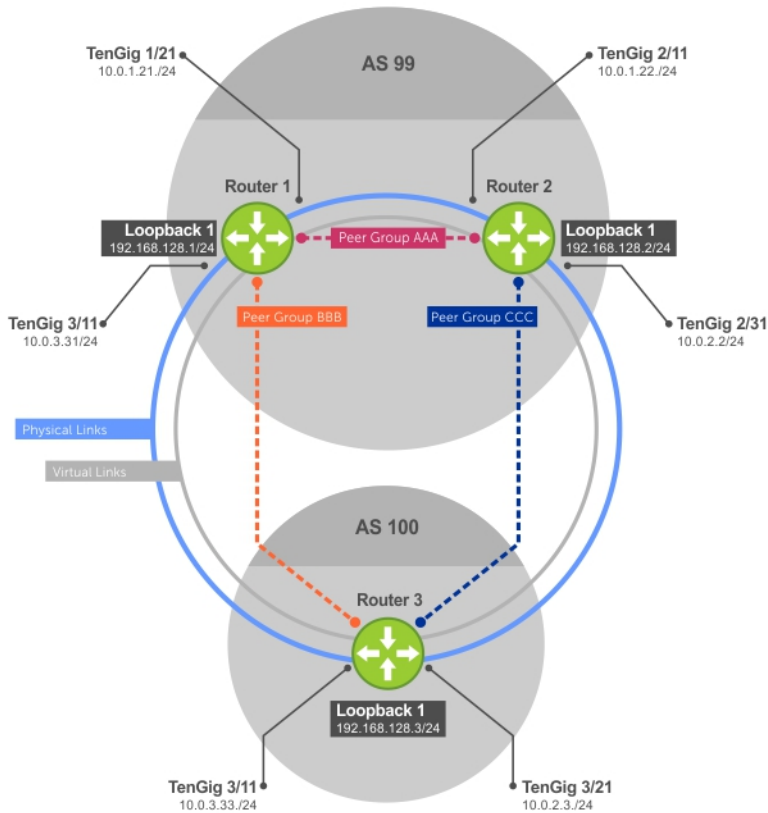 TenGig 1/21
10.0.1.21./24
AS 99
TenGig 2/11
10.0.1.22./24
Router 1
Router 2
Loopback 1
192.168.128.1/24
Peer Group AAA
Loopback 1
192.168.128.2/24
TenGig 3/11
10.0.3.31/24
Peer Group BBB
Peer Group CCC
TenGig 2/31
10.0.2.2/24
Physical Links
Virtual Links
AS 100
Router 3
Loopback 1
192.168.128.3/24
TenGig 3/11
10.0.3.33./24
TenGig 3/21
10.0.2.3./24